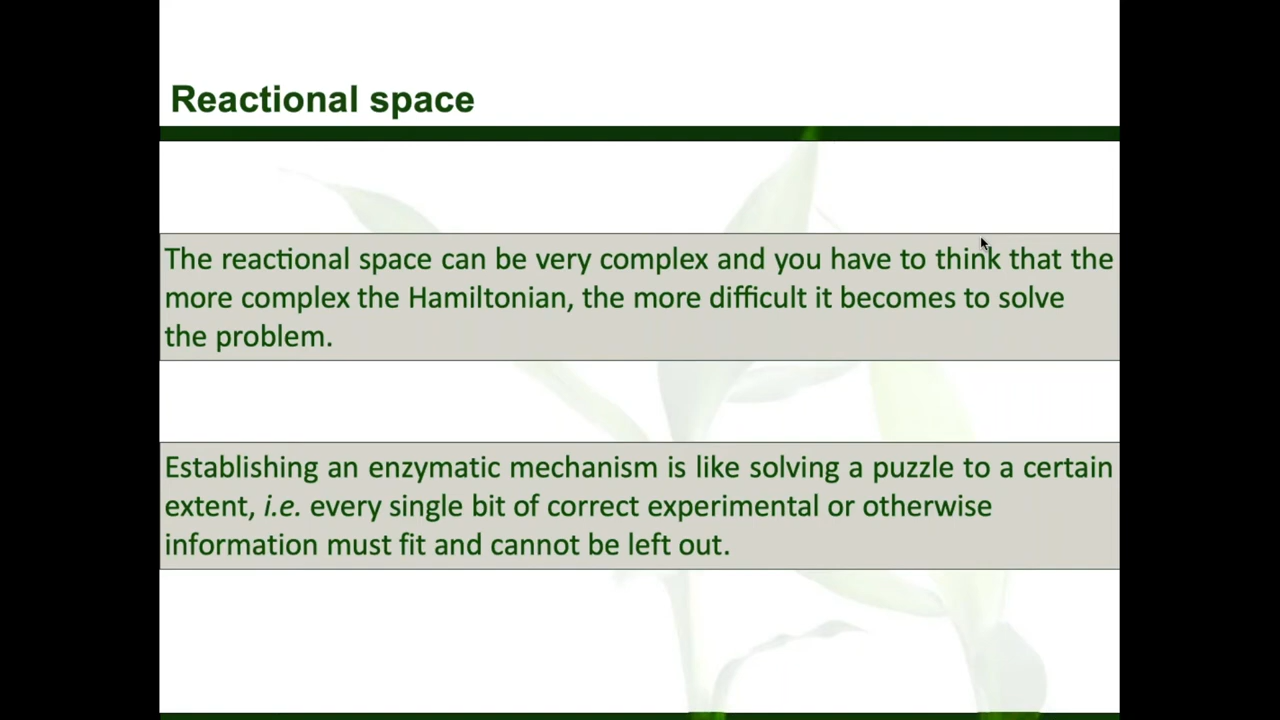 Reactional space
The reactional space can be very complex and you have to think that the
more complex the Hamiltonian, the more difficult it becomes to solve
the problem.
Establishing an enzymatic mechanism is like solving a puzzle to a certain
extent, i.e. every single bit of correct experimental or otherwise
information must fit and cannot be left out.